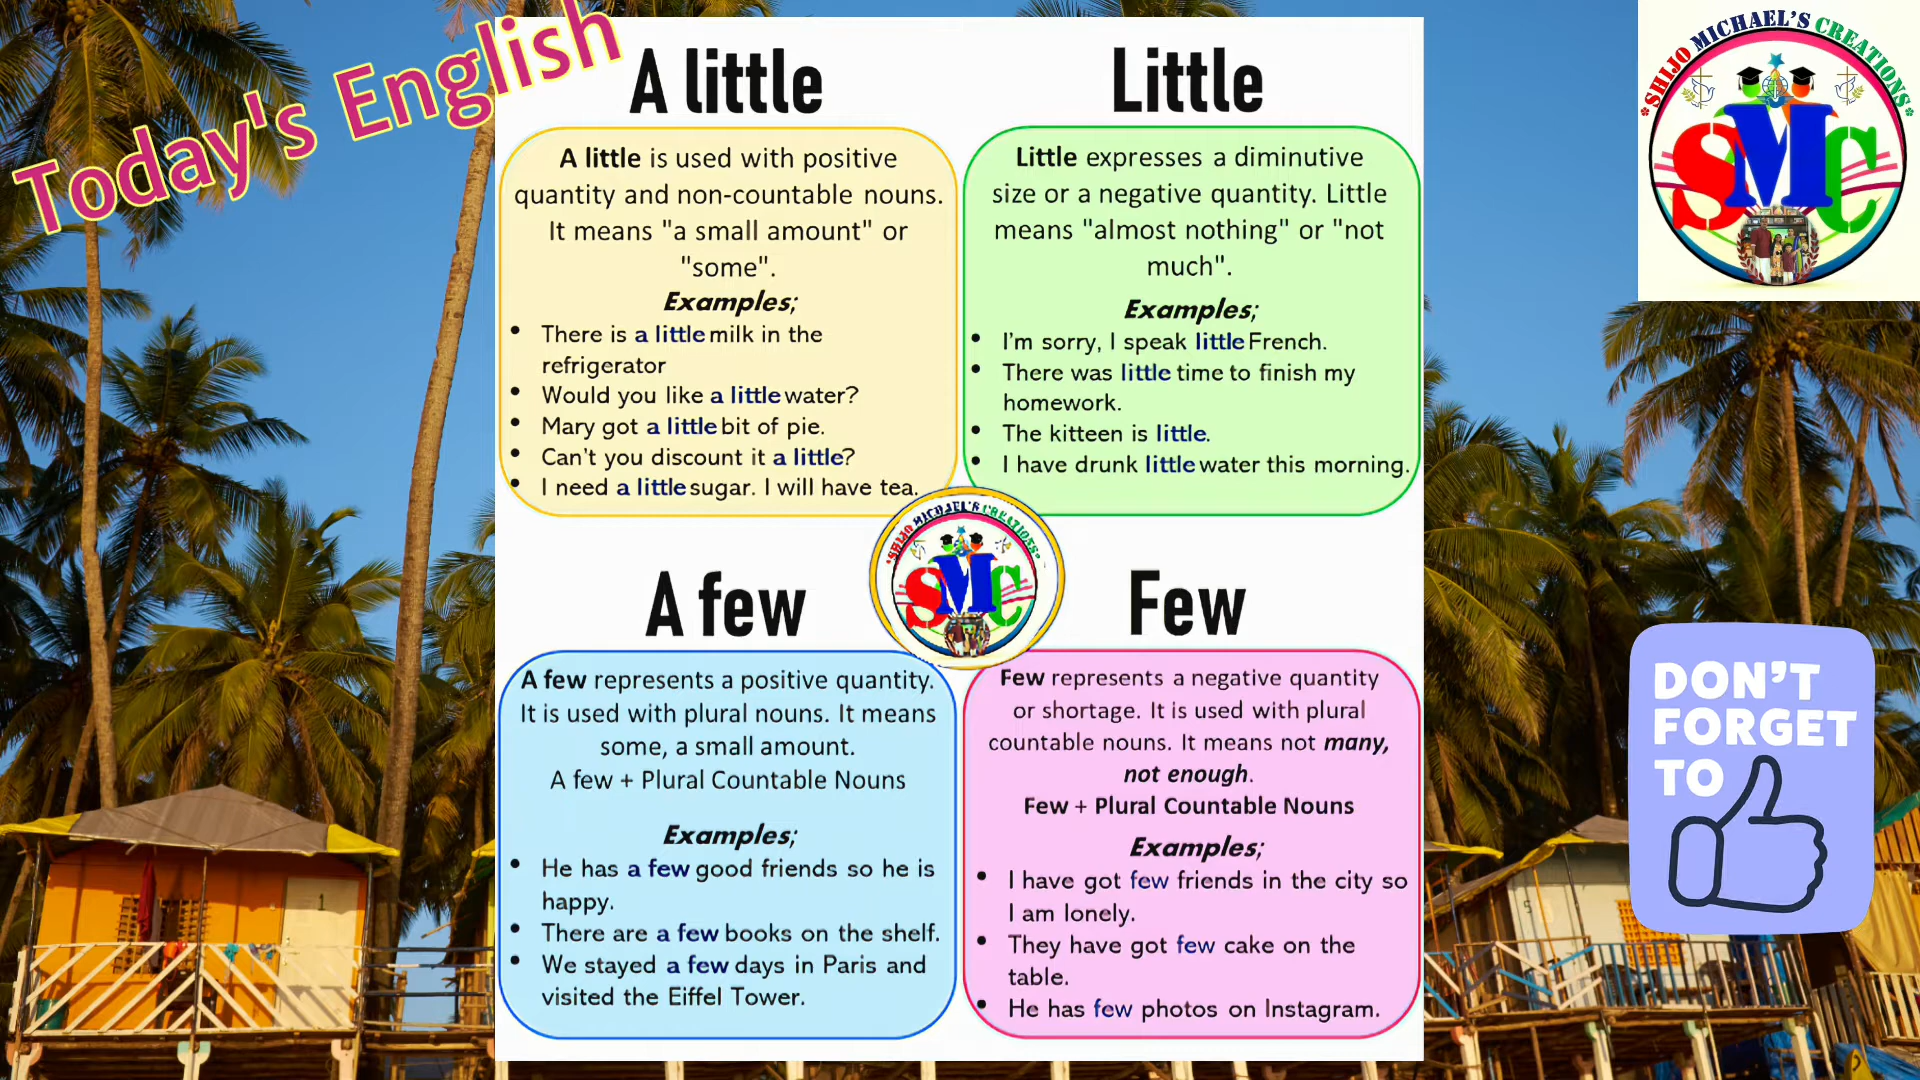 Today's English
*SHIJO MICHAEL'S CREATIONS*
SMC
A little
A little is used with positive
quantity and non-countable nouns.
It means "a small amount" or
"some".
Examples;
• There is a little milk in the
refrigerator
• Would you like a little water?
• Mary got a little bit of pie.
• Can't you discount it a little?
• I need a little sugar. I will have tea.
Little
Little expresses a diminutive
size or a negative quantity. Little
means "almost nothing" or "not
much".
Examples;
• I'm sorry, I speak little French.
• There was little time to finish my
homework.
• The kitteen is little.
• I have drunk little water this morning.
*SHIJO MICHAEL'S CREATIONS*
SMC
A few
A few represents a positive quantity.
It is used with plural nouns. It means
some, a small amount.
A few + Plural Countable Nouns
Examples;
• He has a few good friends so he is
happy.
• There are a few books on the shelf.
• We stayed a few days in Paris and
visited the Eiffel Tower.
Few
Few represents a negative quantity
or shortage. It is used with plural
countable nouns. It means not many,
not enough.
Few + Plural Countable Nouns
Examples;
• I have got few friends in the city so
I am lonely.
• They have got few cake on the
table.
• He has few photos on Instagram.
DON'T
FORGET
TO
1
5